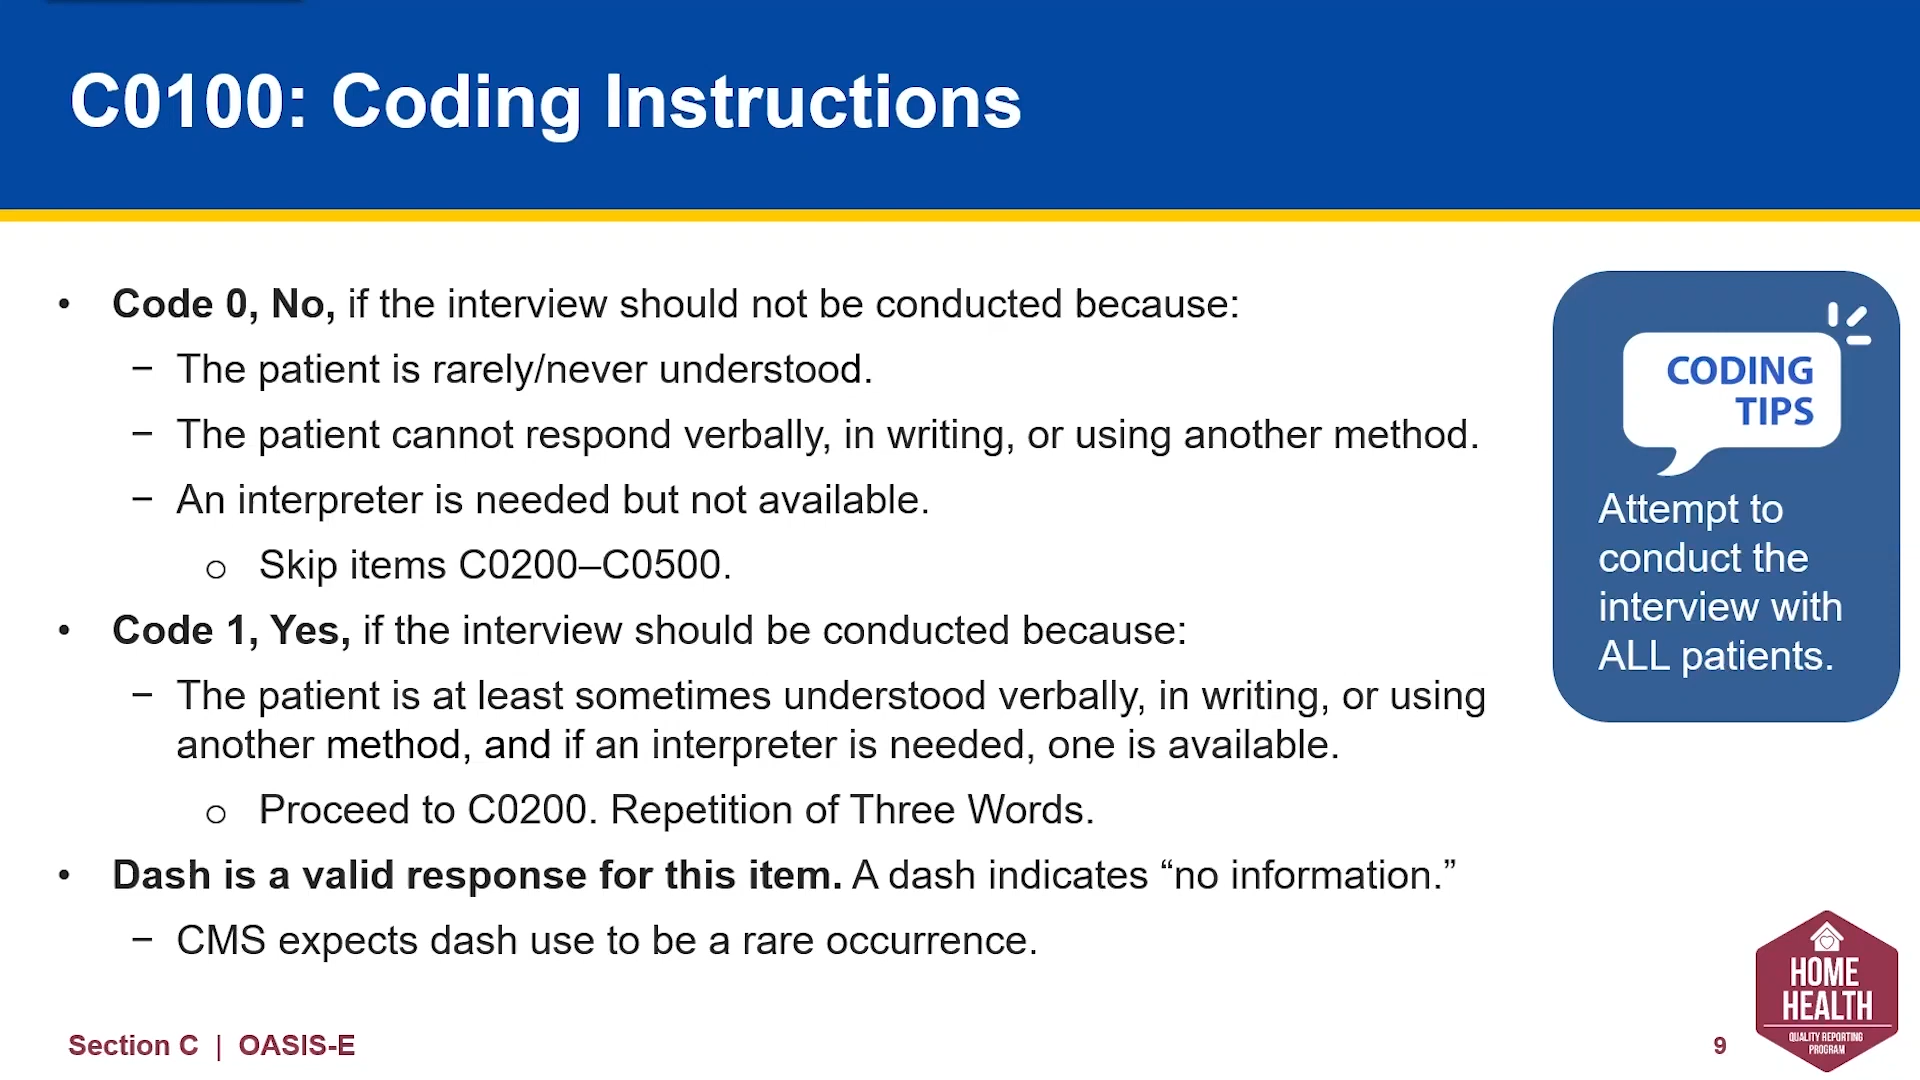 C0100: Coding Instructions
• Code 0, No, if the interview should not be conducted because:
− The patient is rarely/never understood.
− The patient cannot respond verbally, in writing, or using another method.
− An interpreter is needed but not available.
o Skip items C0200–C0500.
• Code 1, Yes, if the interview should be conducted because:
− The patient is at least sometimes understood verbally, in writing, or using
another method, and if an interpreter is needed, one is available.
o Proceed to C0200. Repetition of Three Words.
• Dash is a valid response for this item. A dash indicates “no information.”
− CMS expects dash use to be a rare occurrence.
CODING
TIPS
Attempt to
conduct the
interview with
ALL patients.
Section C | OASIS-E
9
HOME
HEALTH
QUALITY REPORTING
PROGRAM